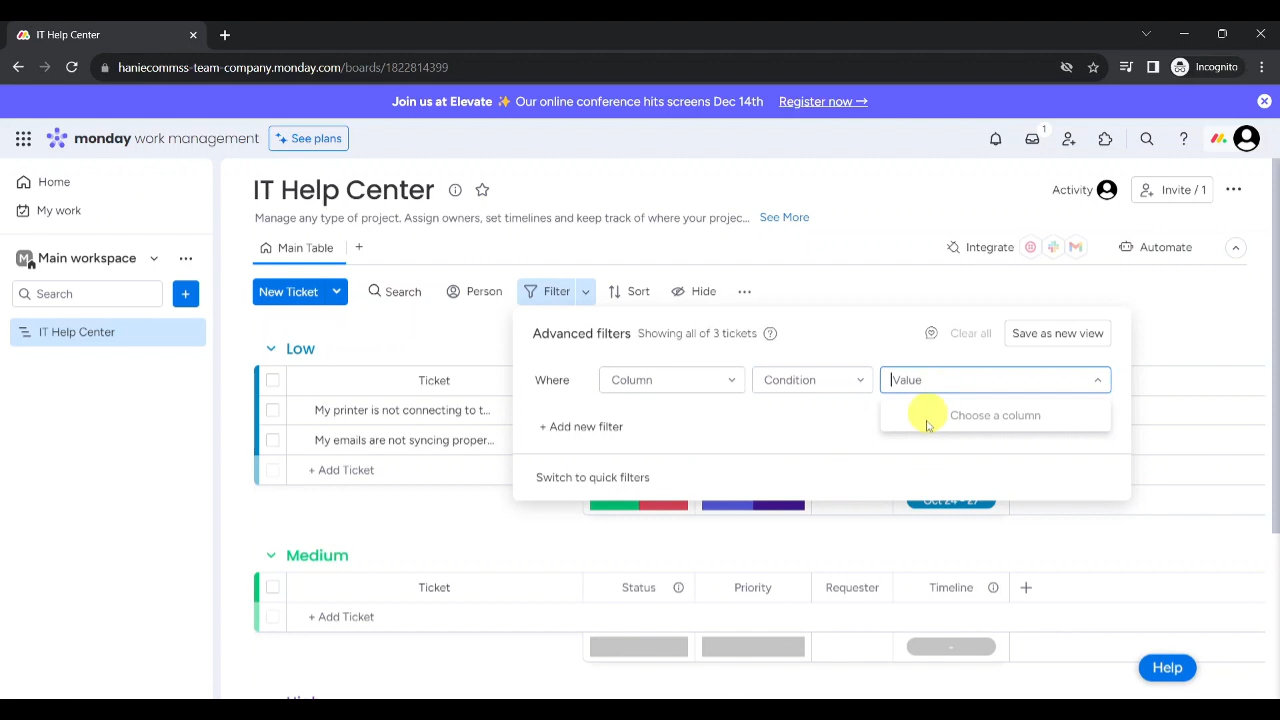 IT Help Center
haniecommss-team-company.monday.com/boards/1822814399
Incognito
Join us at Elevate ✨ Our online conference hits screens Dec 14th Register now →
monday work management
See plans
1
Home
My work
M Main workspace
Search
+
IT Help Center
IT Help Center
Activity
Invite / 1
Manage any type of project. Assign owners, set timelines and keep track of where your projec... See More
Main Table +
Integrate
Automate
New Ticket
Search
Person
Filter
Sort
Hide
Advanced filters Showing all of 3 tickets
Clear all
Save as new view
Where
Column
Condition
Value
Choose a column
+ Add new filter
Switch to quick filters
Low
Ticket
My printer is not connecting to t...
My emails are not syncing proper...
+ Add Ticket
Oct 24 - 27
Medium
Ticket
Status
Priority
Requester
Timeline
+
+ Add Ticket
-
Help